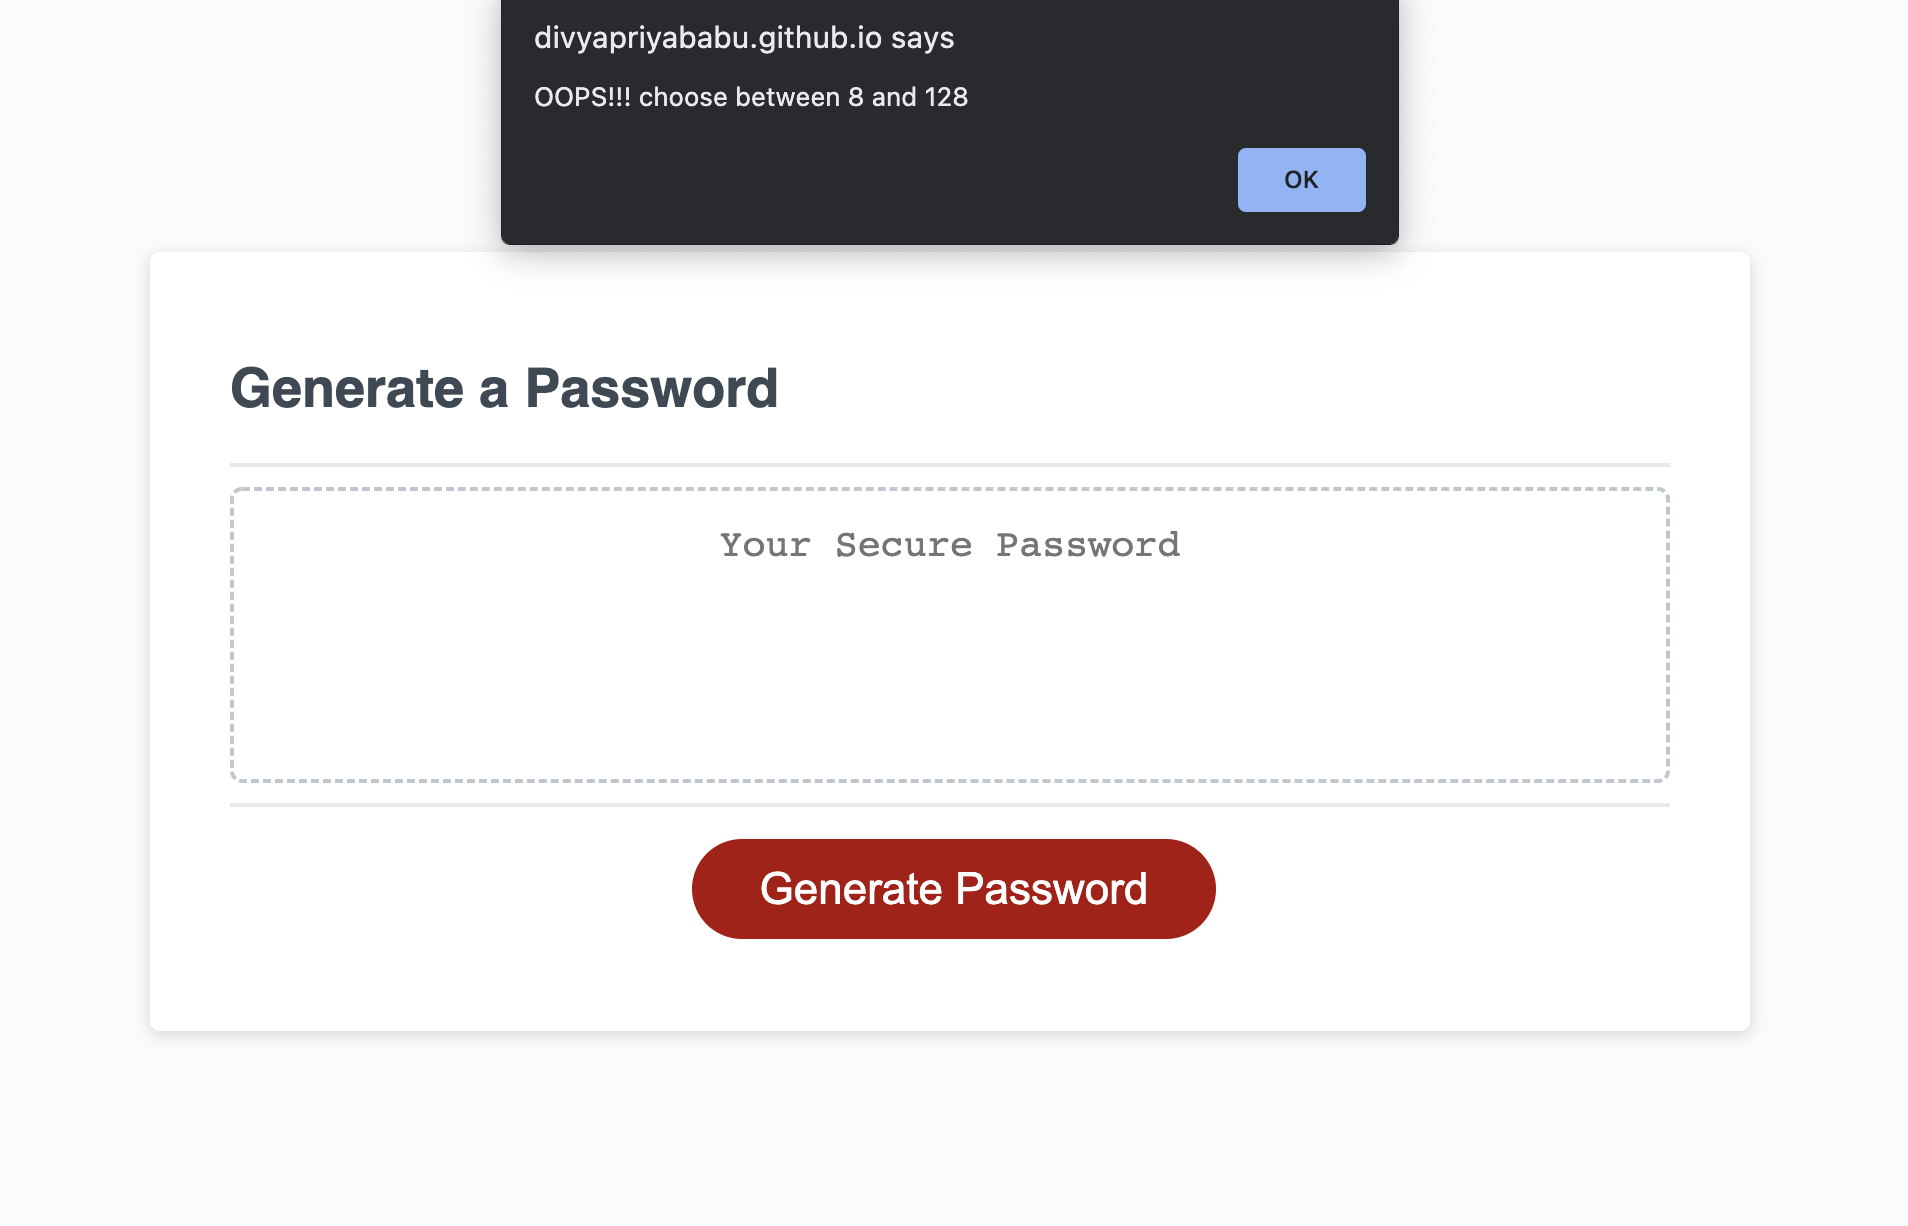 divyapriyababu.github.io says
OOPS!!! choose between 8 and 128
OK
Generate a Password
Your Secure Password
Generate Password